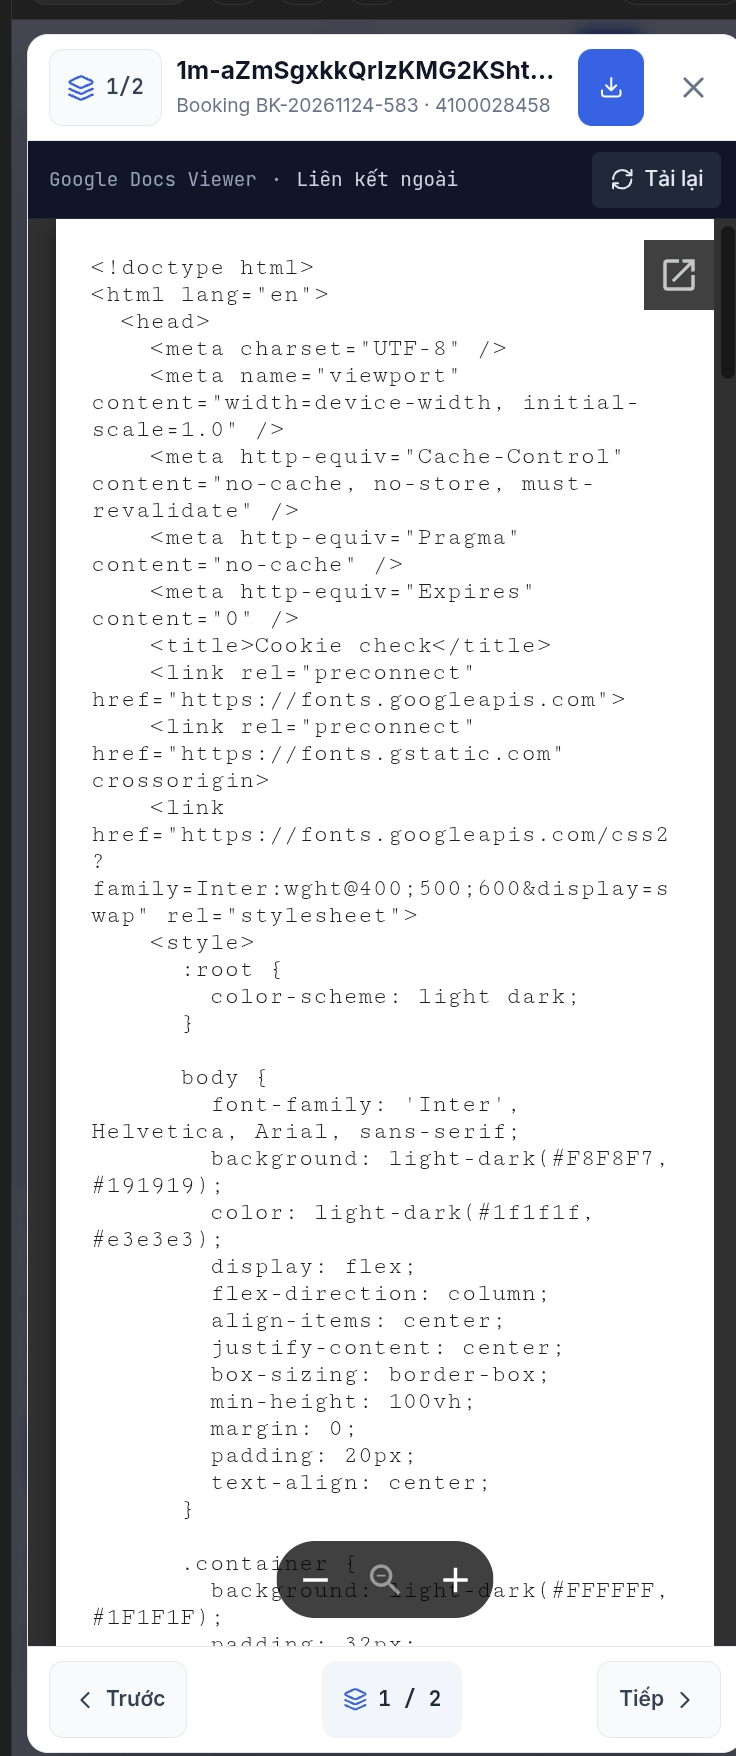 1/2
1m-aZmSgxkkQrIzKMG2KSht...
Booking BK-20261124-583 · 4100028458
Google Docs Viewer · Liên kết ngoài
Tải lại
<!doctype html>
<html lang="en">
  <head>
    <meta charset="UTF-8" />
    <meta name="viewport"
content="width=device-width, initial-
scale=1.0" />
    <meta http-equiv="Cache-Control"
content="no-cache, no-store, must-
revalidate" />
    <meta http-equiv="Pragma"
content="no-cache" />
    <meta http-equiv="Expires"
content="0" />
    <title>Cookie check</title>
    <link rel="preconnect"
href="https://fonts.googleapis.com">
    <link rel="preconnect"
href="https://fonts.gstatic.com"
crossorigin>
    <link
href="https://fonts.googleapis.com/css2
?
family=Inter:wght@400;500;600&display=s
wap" rel="stylesheet">
    <style>
      :root {
        color-scheme: light dark;
      }

      body {
        font-family: 'Inter',
Helvetica, Arial, sans-serif;
        background: light-dark(#F8F8F7,
#191919);
        color: light-dark(#1f1f1f,
#e3e3e3);
        display: flex;
        flex-direction: column;
        align-items: center;
        justify-content: center;
        box-sizing: border-box;
        min-height: 100vh;
        margin: 0;
        padding: 20px;
        text-align: center;
      }

      .container {
        background: light-dark(#FFFFFF,
#1F1F1F);
        padding: 32px;
Trước
1 / 2
Tiếp